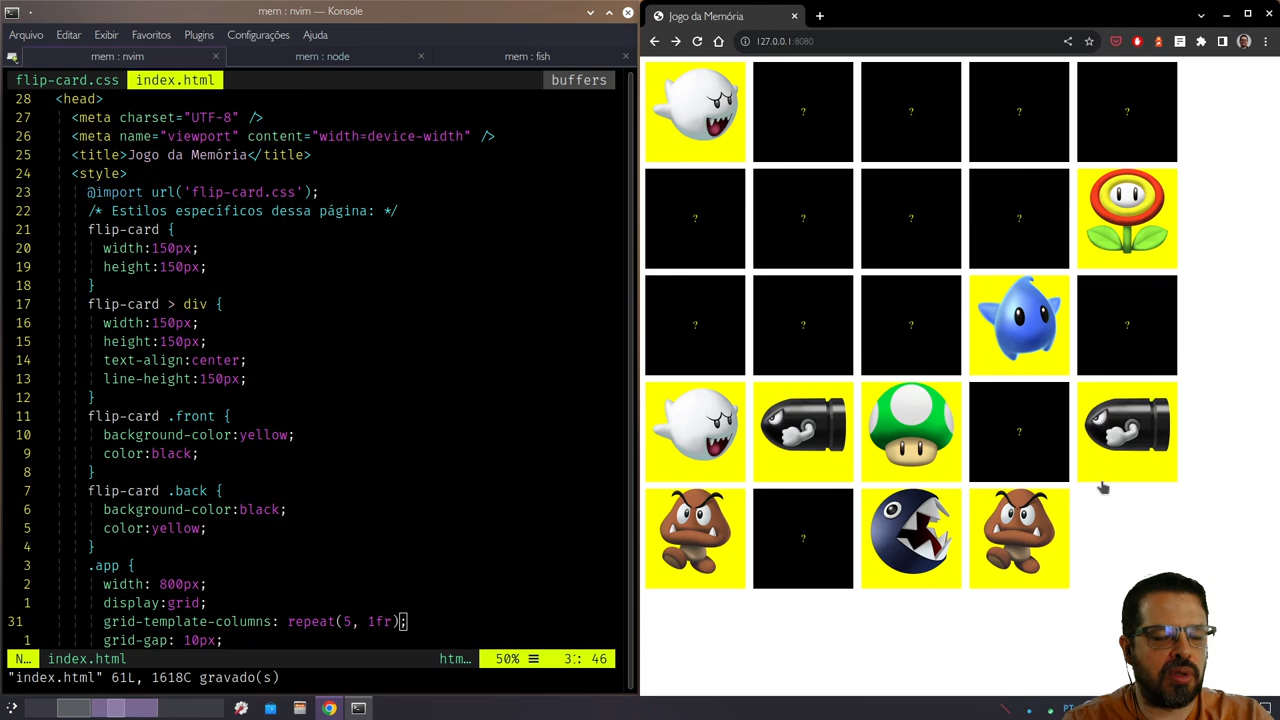 mem : nvim — Konsole
Arquivo Editar Exibir Favoritos Plugins Configurações Ajuda
mem : nvim
mem : node
mem : fish
flip-card.css index.html buffers
28 <head>
27 <meta charset="UTF-8" />
26 <meta name="viewport" content="width=device-width" />
25 <title>Jogo da Memória</title>
24 <style>
23 @import url('flip-card.css');
22 /* Estilos específicos dessa página: */
21 flip-card {
20 width:150px;
19 height:150px;
18 }
17 flip-card > div {
16 width:150px;
15 height:150px;
14 text-align:center;
13 line-height:150px;
12 }
11 flip-card .front {
10 background-color:yellow;
9 color:black;
8 }
7 flip-card .back {
6 background-color:black;
5 color:yellow;
4 }
3 .app {
2 width: 800px;
1 display:grid;
31 grid-template-columns: repeat(5, 1fr);
1 grid-gap: 10px;
N… index.html htm… 50% ☰ 31: 46
"index.html" 61L, 1618C gravado(s)
Jogo da Memória
127.0.0.1:8080
? ? ? ?
? ? ? ?
? ? ? ?
?
?
PT